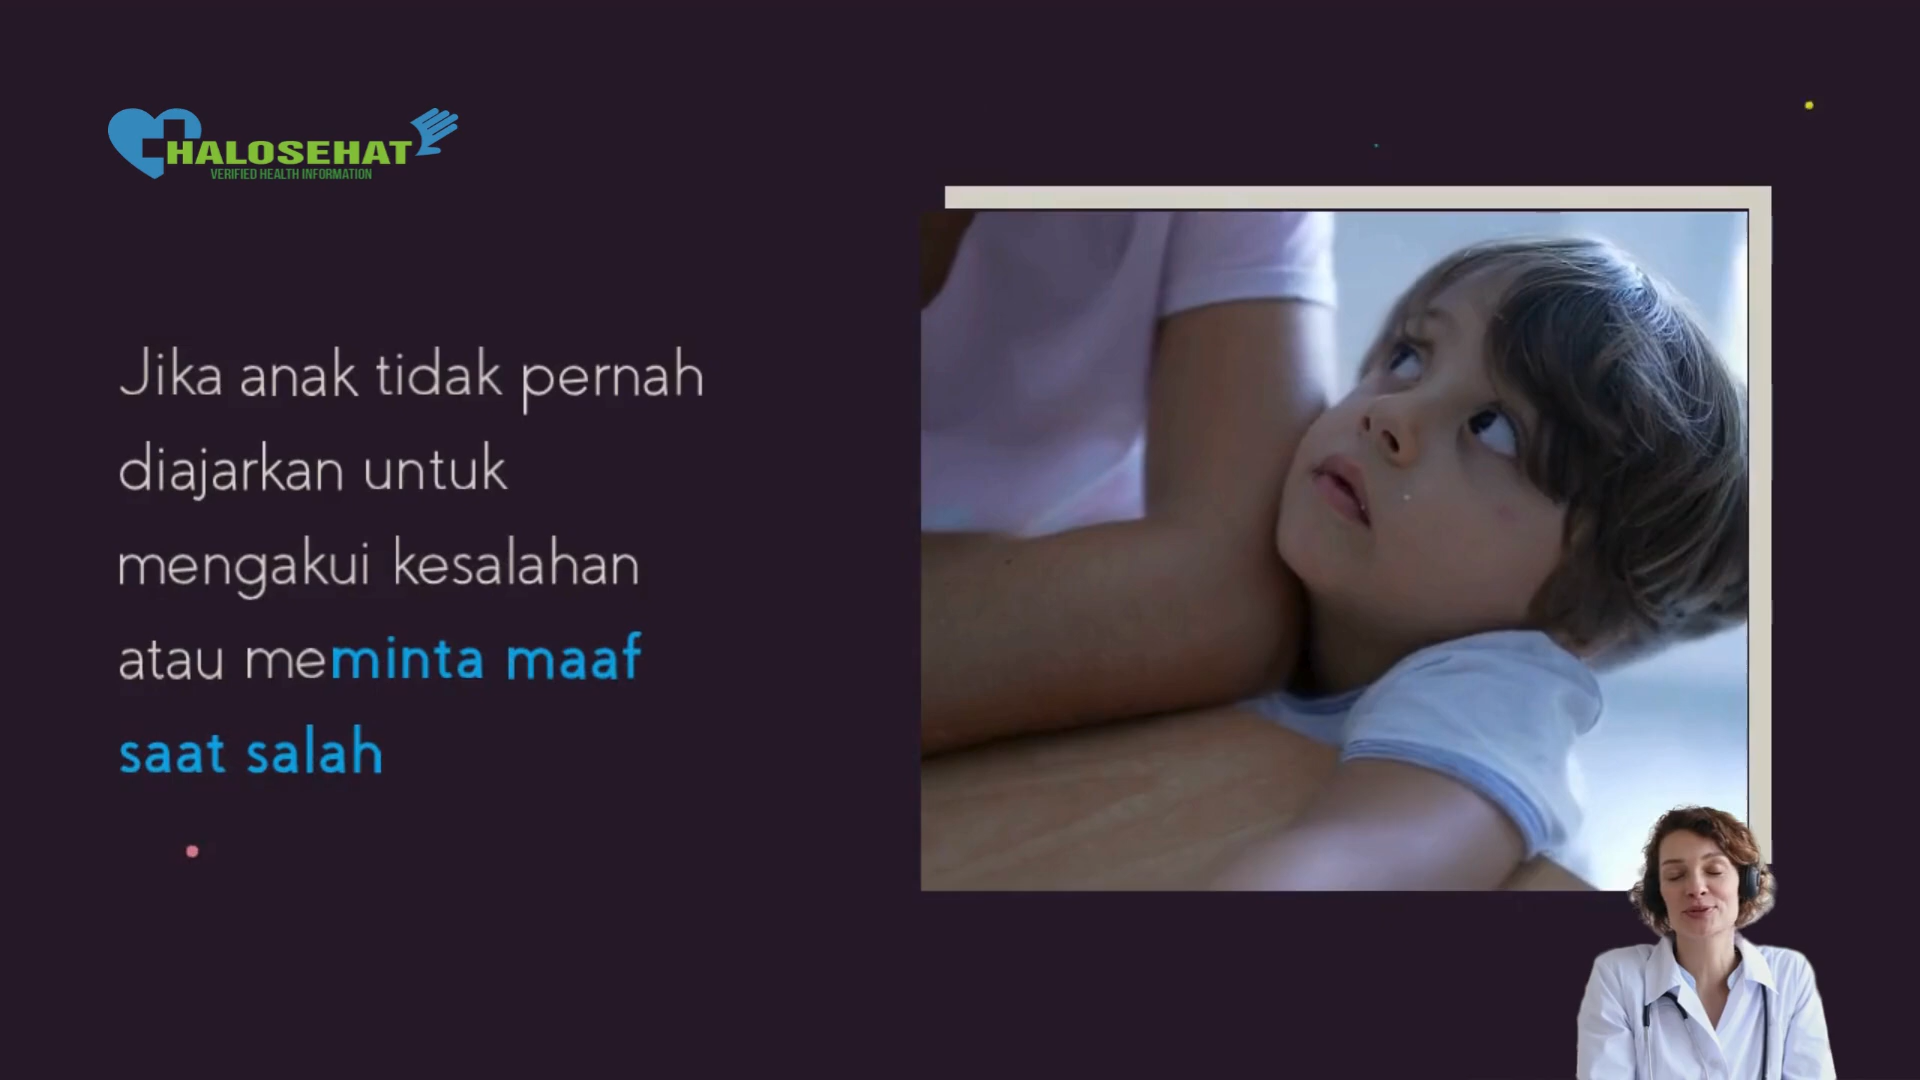 HALOSEHAT
VERIFIED HEALTH INFORMATION
Jika anak tidak pernah
diajarkan untuk
mengakui kesalahan
atau meminta maaf
saat salah